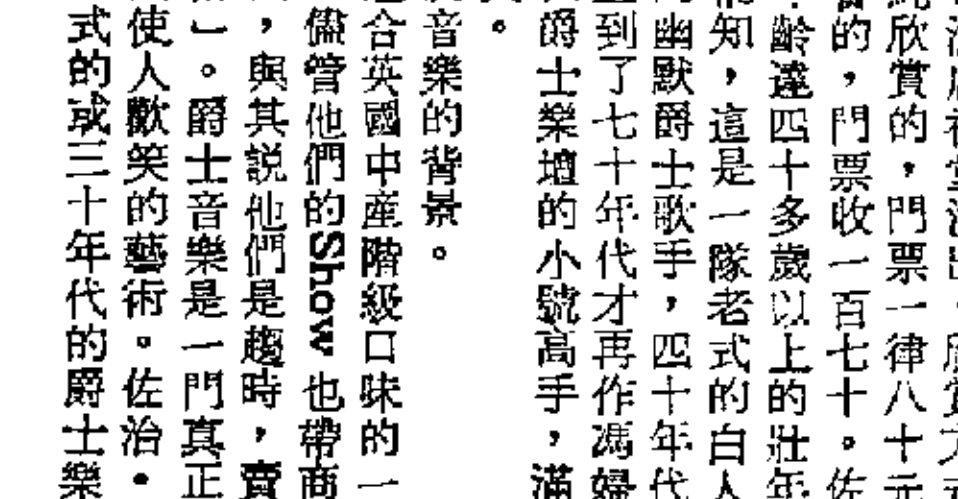 欣賞的，門票一律八十元
的，門票收一百七十。佐
齡遠四十多歲以上的壯年
知，這是一隊老式的白人
幽默爵士歌手，四十年代
到了七十年代才再作馮婦
爵士樂壇的小號高手，滿
。
音樂的背景。
合英國中產階級口味的一
儘管他們的Show也帶商
，與其説他們是趨時，賣
」。爵士音樂是一門真正
使人歡笑的藝術。佐治•
式的或三十年代的爵士樂